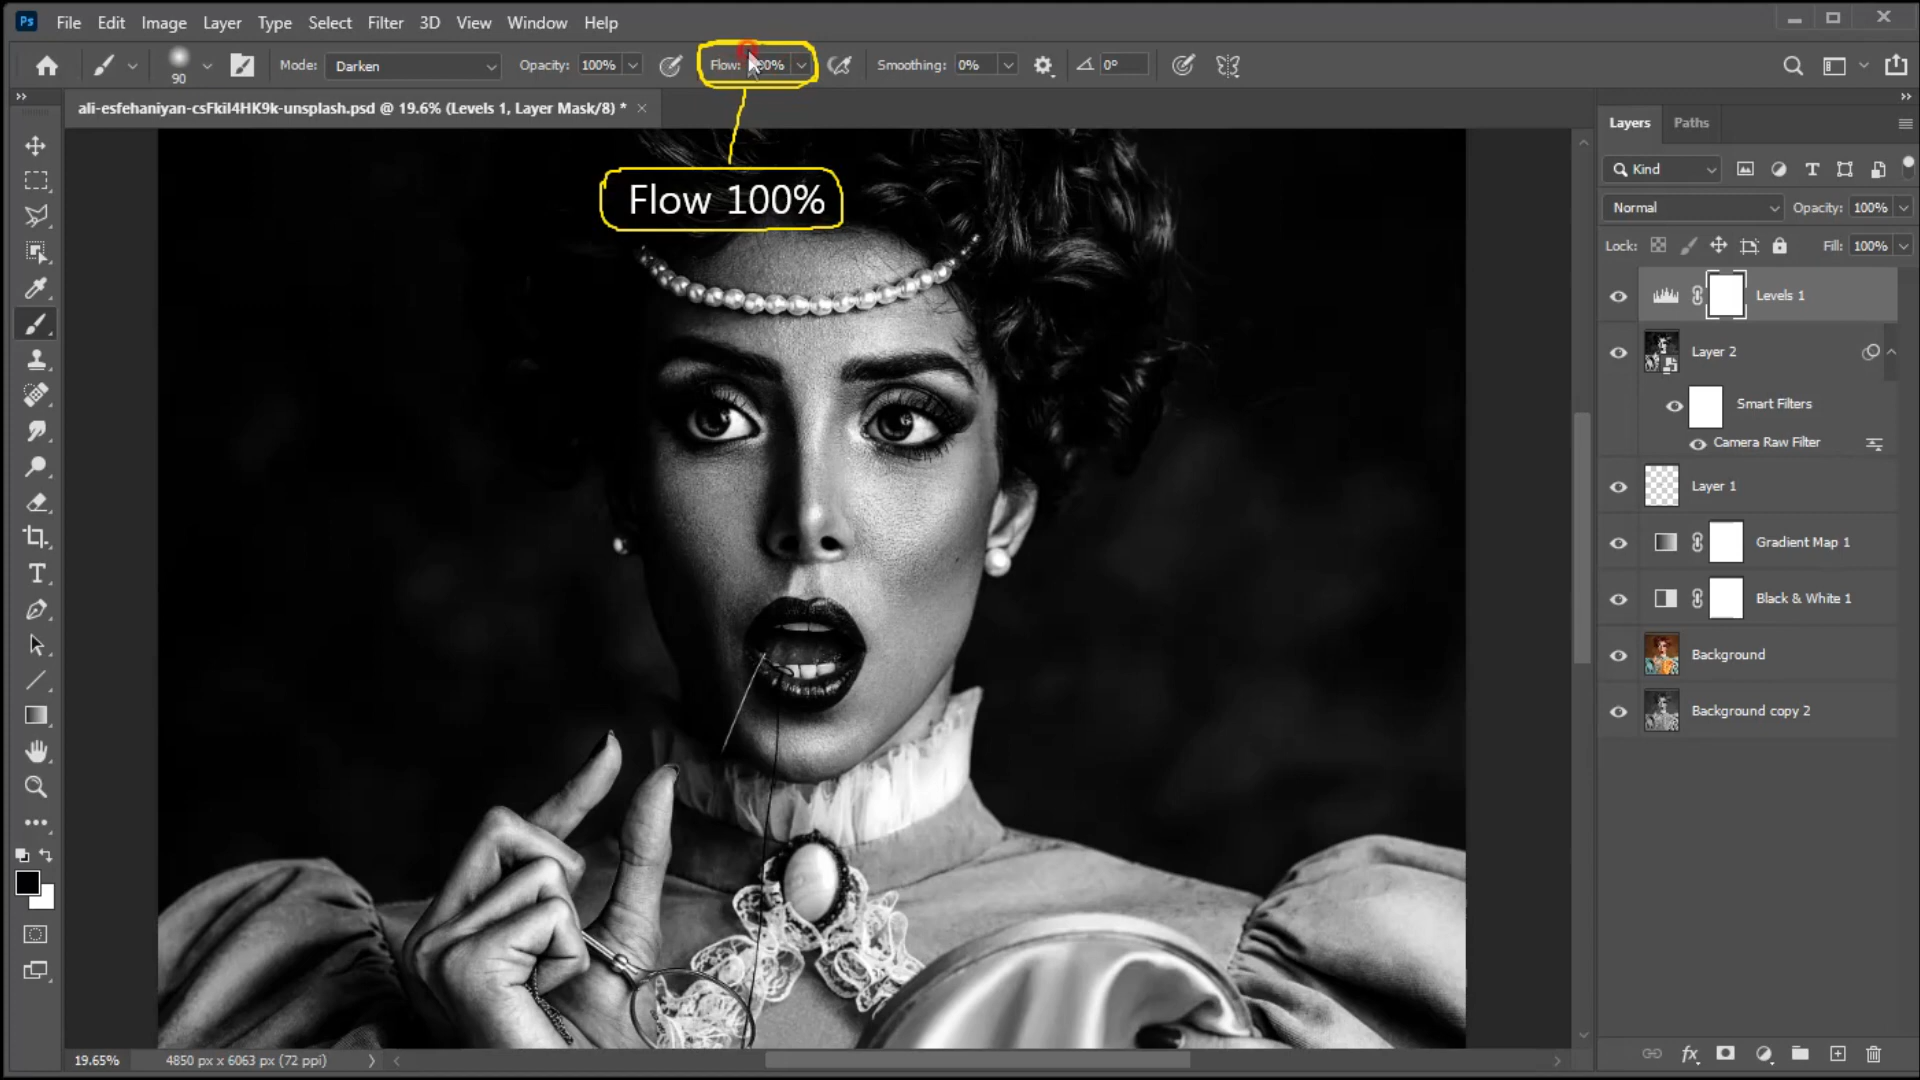 Ps File Edit Image Layer Type Select Filter 3D View Window Help
90 Mode: Darken Opacity: 100% Flow: Smoothing: 0% 0°
ali-esfehaniyan-csFkil4HK9k-unsplash.psd @ 19.6% (Levels 1, Layer Mask/8) *
Flow 100%
Layers Paths
Kind
Normal Opacity: 100%
Lock: Fill: 100%
Levels 1
Layer 2
Smart Filters
Camera Raw Filter
Layer 1
Gradient Map 1
Black & White 1
Background
Background copy 2
19.65% 4850 px x 6063 px (72 ppi)